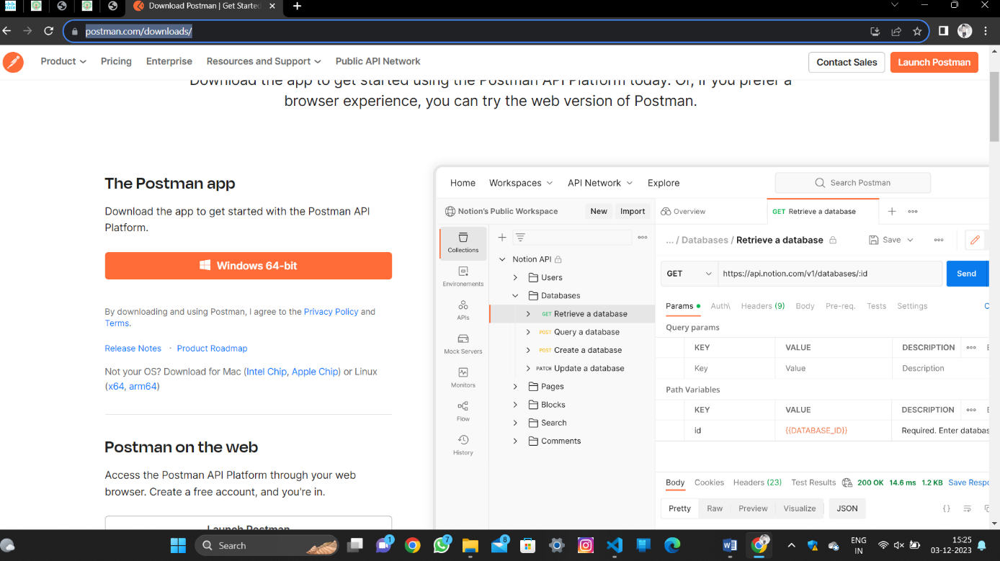 Download Postman | Get Started
postman.com/downloads/
Product
Pricing
Enterprise
Resources and Support
Public API Network
Contact Sales
Launch Postman
Download the app to get started using the Postman API Platform today. Or, if you prefer a
browser experience, you can try the web version of Postman.
The Postman app
Download the app to get started with the Postman API
Platform.
Windows 64-bit
By downloading and using Postman, I agree to the Privacy Policy and
Terms.
Release Notes · Product Roadmap
Not your OS? Download for Mac (Intel Chip, Apple Chip) or Linux
(x64, arm64)
Postman on the web
Access the Postman API Platform through your web
browser. Create a free account, and you're in.
Launch Postman
Home
Workspaces
API Network
Explore
Search Postman
Notion's Public Workspace
New
Import
Overview
GET Retrieve a database
Collections
Environements
APIs
Mock Servers
Monitors
Flow
History
Notion API
Users
Databases
GET Retrieve a database
POST Query a database
POST Create a database
PATCH Update a database
Pages
Blocks
Search
Comments
... / Databases / Retrieve a database
Save
GET
https://api.notion.com/v1/databases/:id
Send
Params
Auth\
Headers (9)
Body
Pre-req.
Tests
Settings
Query params
KEY VALUE DESCRIPTION
Key Value Description
Path Variables
KEY VALUE DESCRIPTION
id {{DATABASE_ID}} Required. Enter databas
Body Cookies Headers (23) Test Results 200 OK 14.6 ms 1.2 KB Save Respo
Pretty Raw Preview Visualize JSON
{}
Search
1
7
8
ENG
IN
15:25
03-12-2023